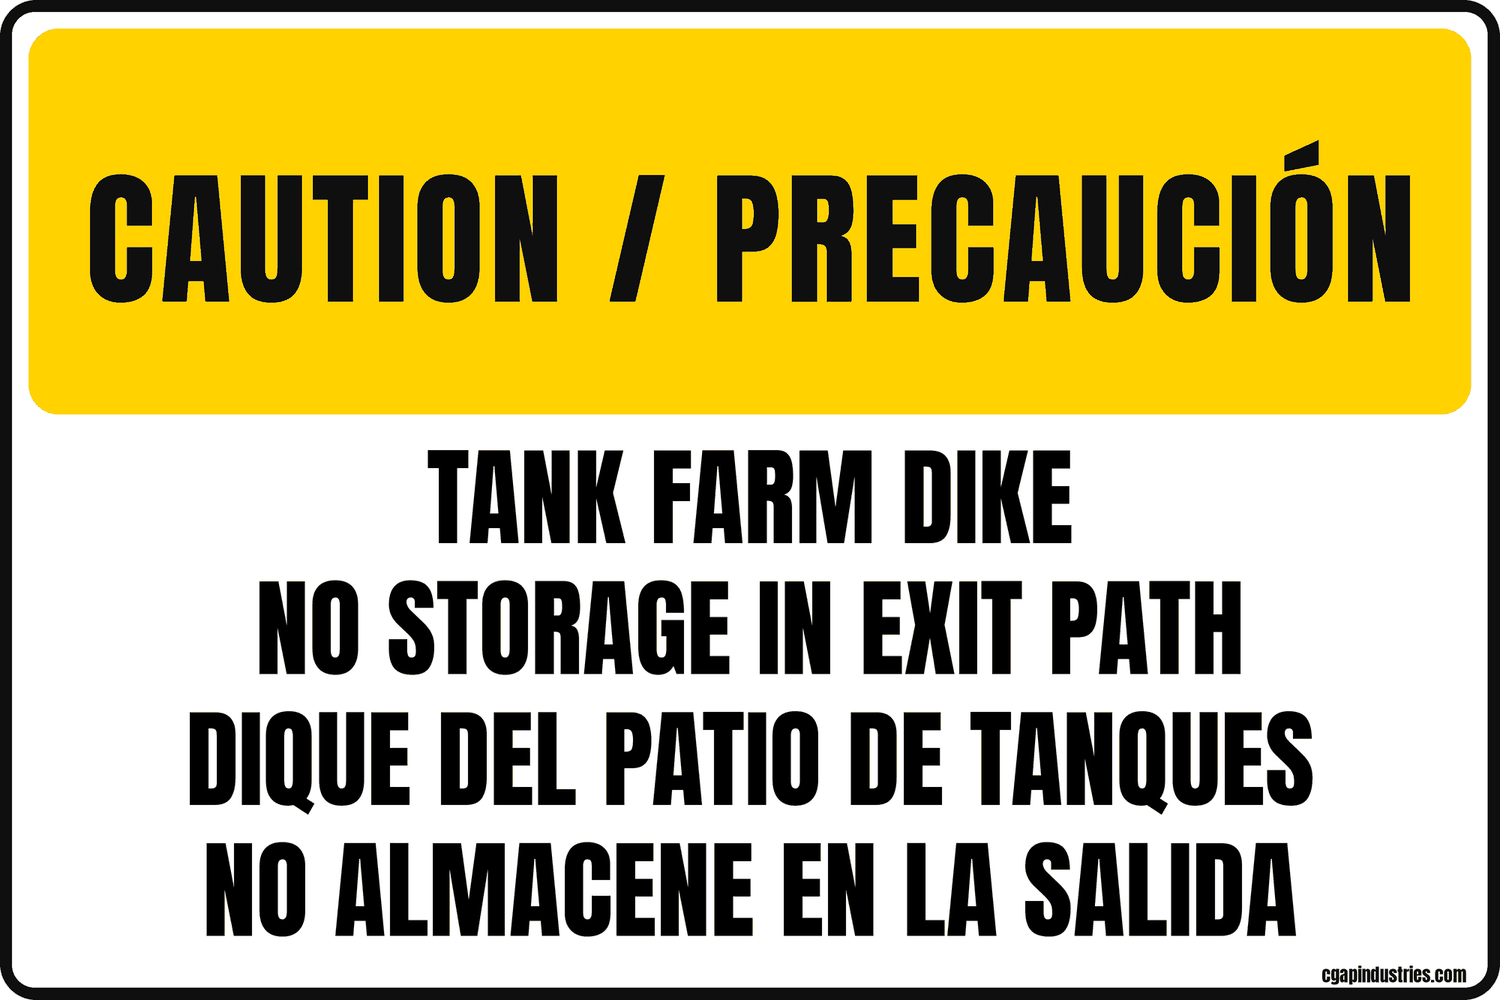 CAUTION / PRECAUCIÓN
TANK FARM DIKE
NO STORAGE IN EXIT PATH
DIQUE DEL PATIO DE TANQUES
NO ALMACENE EN LA SALIDA
cgapindustries.com